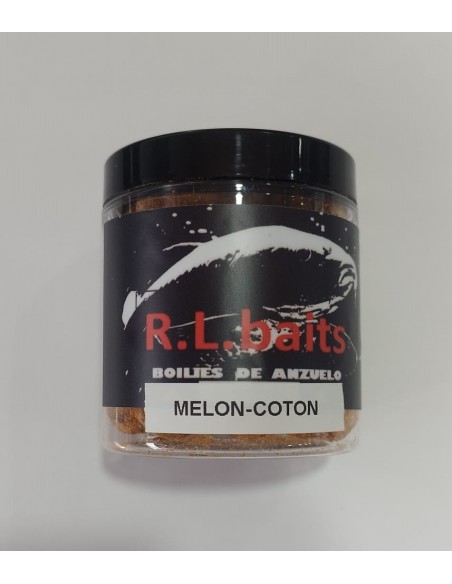 R.L.baits
BOILIES DE ANZUELO
MELON-COTON